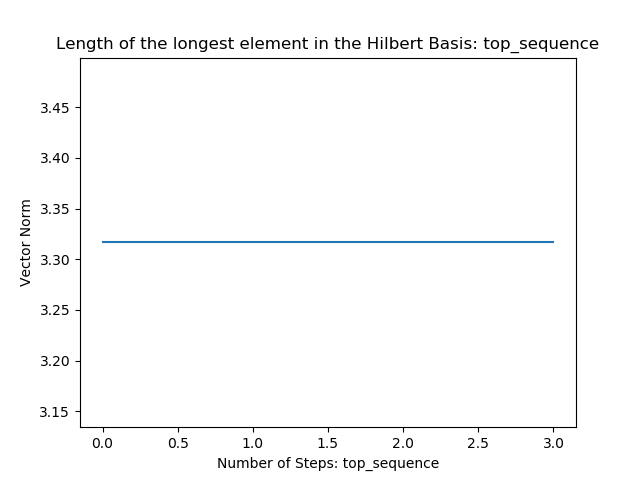 Length of the longest element in the Hilbert Basis: top_sequence
Vector Norm
3.45
3.40
3.35
3.30
3.25
3.20
3.15
0.0 0.5 1.0 1.5 2.0 2.5 3.0
Number of Steps: top_sequence